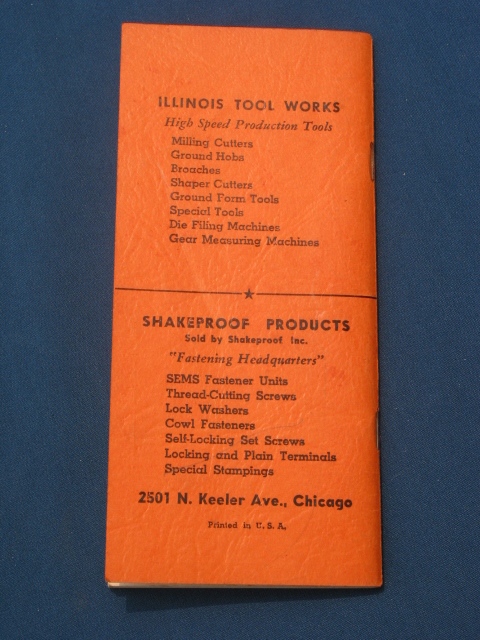 ILLINOIS TOOL WORKS
High Speed Production Tools
Milling Cutters
Ground Hobs
Broaches
Shaper Cutters
Ground Form Tools
Special Tools
Die Filing Machines
Gear Measuring Machines
SHAKEPROOF PRODUCTS
Sold by Shakeproof Inc.
"Fastening Headquarters"
SEMS Fastener Units
Thread-Cutting Screws
Lock Washers
Cowl Fasteners
Self-Locking Set Screws
Locking and Plain Terminals
Special Stampings
2501 N. Keeler Ave., Chicago
Printed in U. S. A.